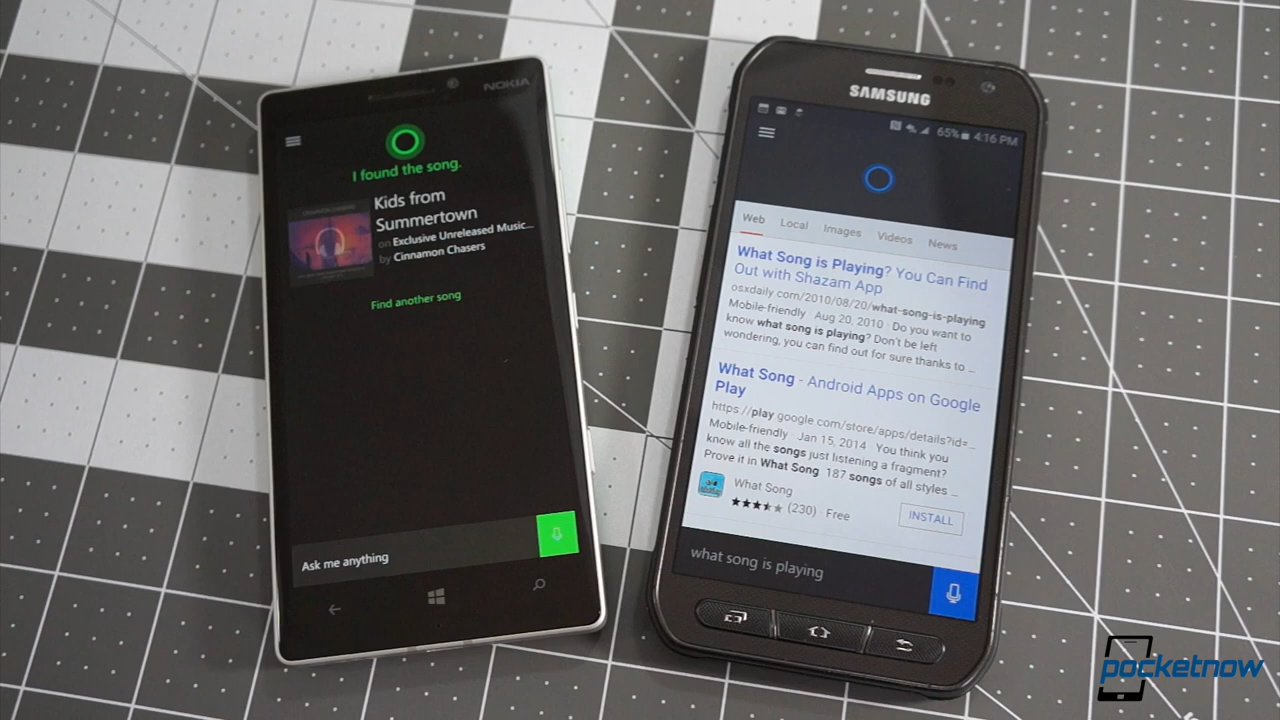 NOKIA
I found the song.
Kids from
Summertown
on Exclusive Unreleased Music...
by Cinnamon Chasers
Find another song
Ask me anything
SAMSUNG
65% 4:16 PM
Web Local Images Videos News
What Song is Playing? You Can Find
Out with Shazam App
osxdaily.com/2010/08/20/what-song-is-playing
Mobile-friendly Aug 20, 2010 · Do you want to
know what song is playing? Don't be left
wondering, you can find out for sure thanks to ...
What Song - Android Apps on Google
Play
https://play.google.com/store/apps/details?id=...
Mobile-friendly Jan 15, 2014 You think you
know all the songs just listening a fragment?
Prove it in What Song 187 songs of all styles ...
What Song
(230) · Free
INSTALL
what song is playing
pocketnow